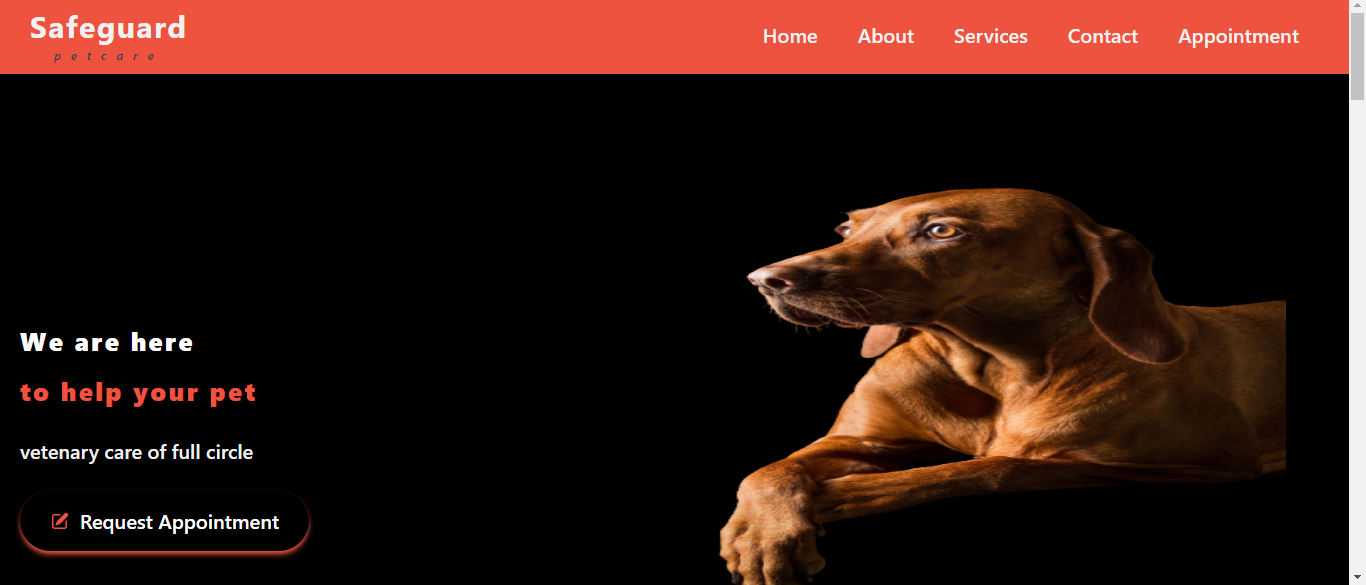 Safeguard
petcare
Home About Services Contact Appointment
We are here
to help your pet
vetenary care of full circle
Request Appointment